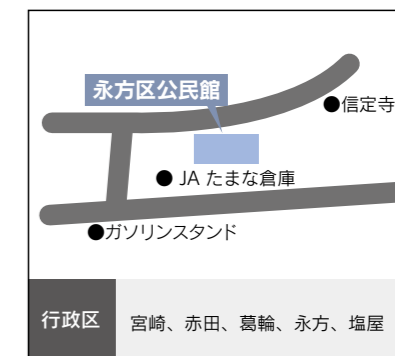 永方区公民館
●信定寺
● JA たまな倉庫
●ガソリンスタンド
行政区
宮崎、赤田、葛輪、永方、塩屋